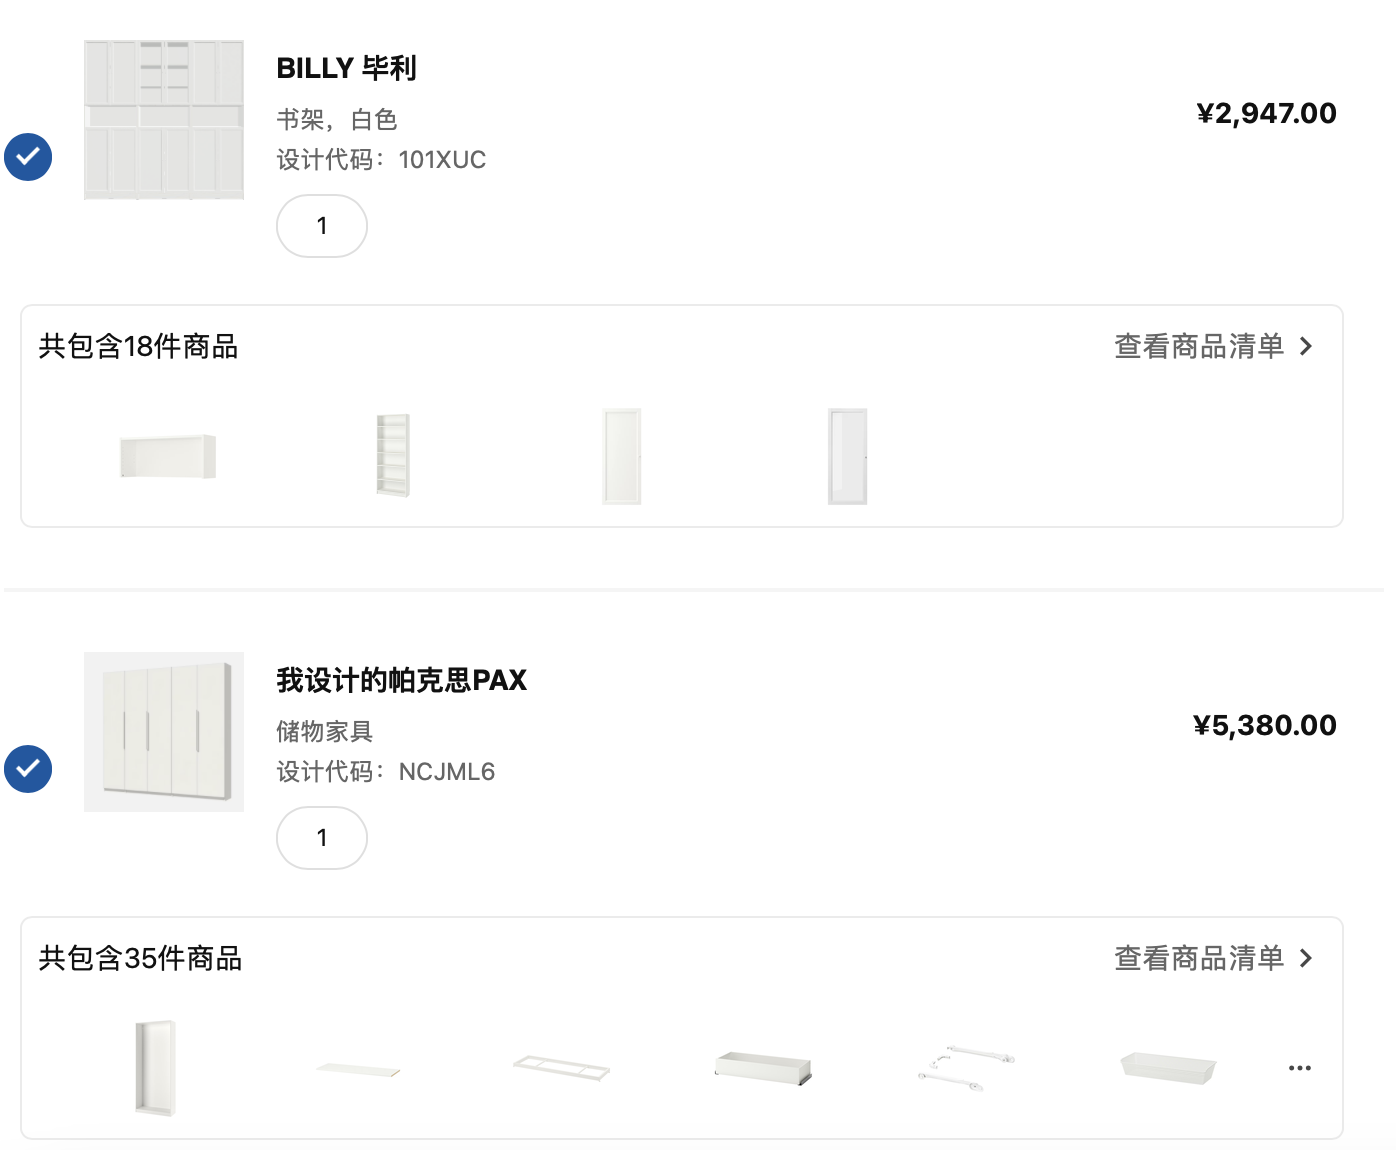 BILLY 毕利
¥2,947.00
书架，白色
设计代码：101XUC
1
共包含18件商品
查看商品清单
我设计的帕克思PAX
¥5,380.00
储物家具
设计代码：NCJML6
1
共包含35件商品
查看商品清单